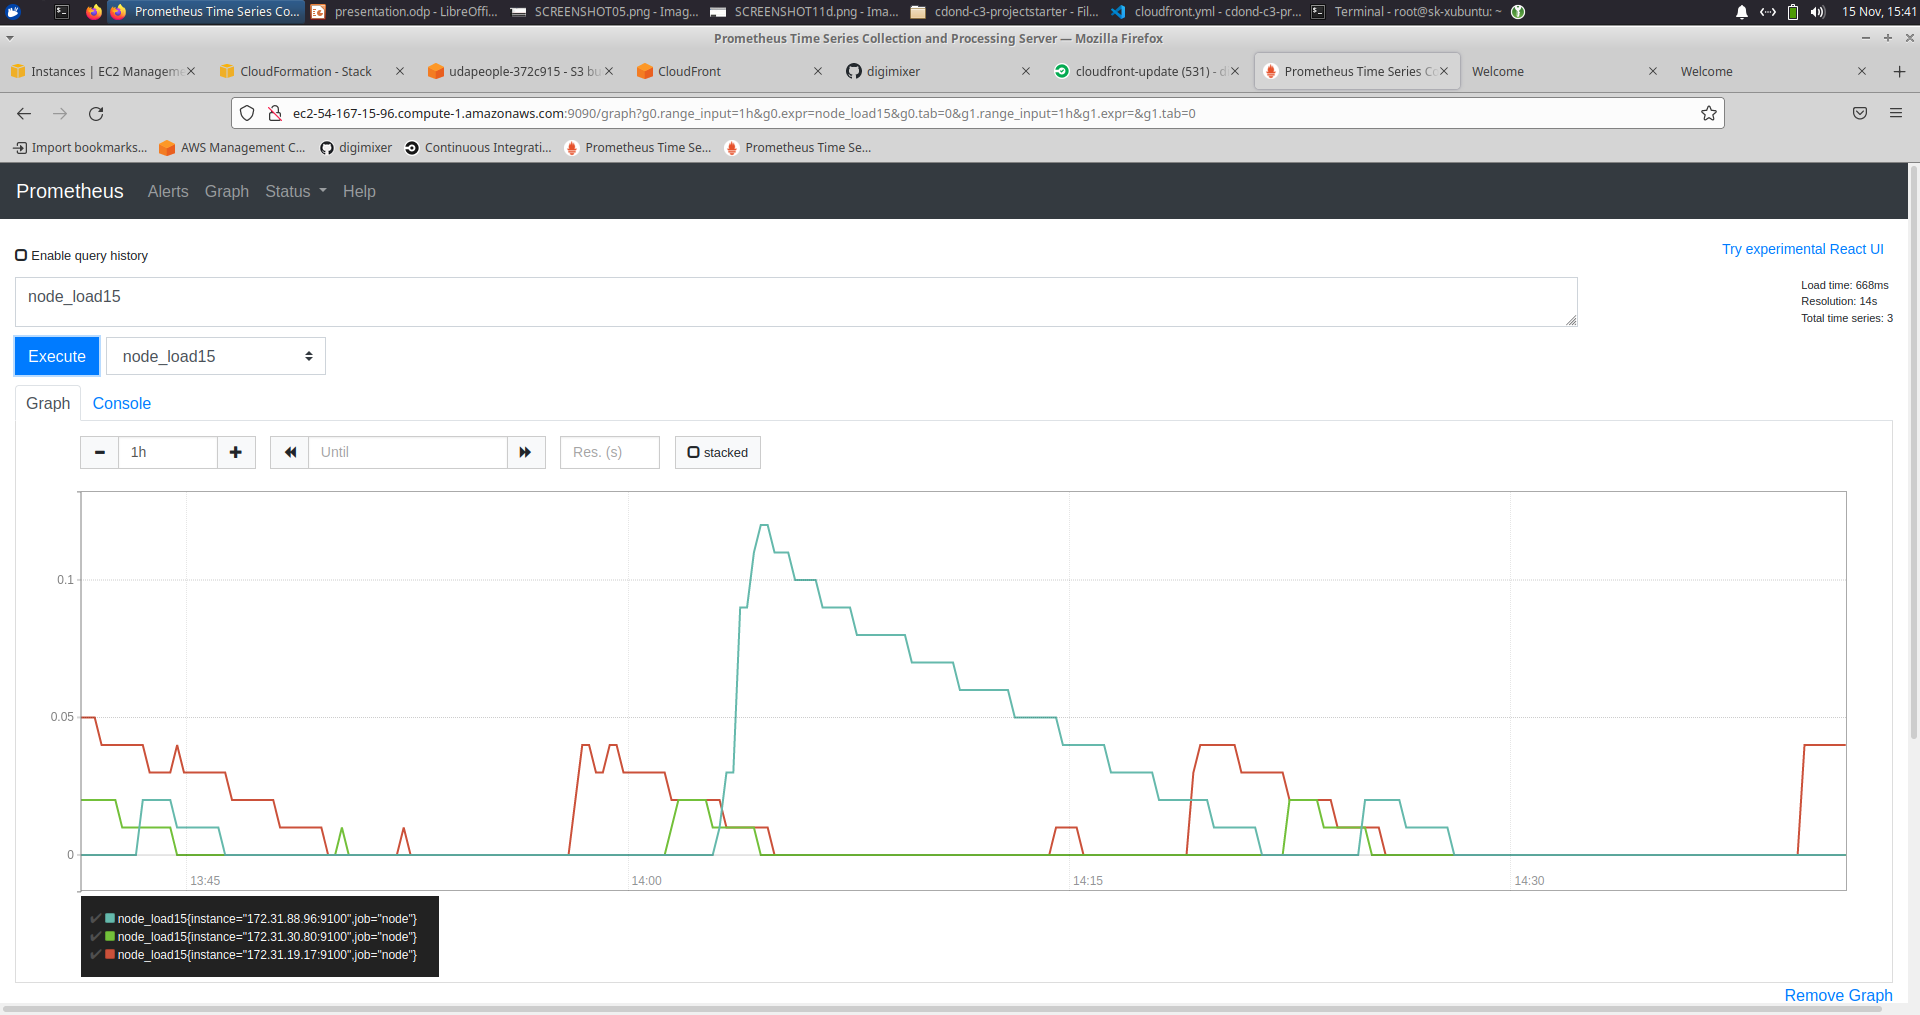 Prometheus Time Series Co...
presentation.odp - LibreOffi...
SCREENSHOT05.png - Imag...
SCREENSHOT11d.png - Ima...
cdond-c3-projectstarter - Fil...
cloudfront.yml - cdond-c3-pr...
Terminal - root@sk-xubuntu: ~
15 Nov, 15:41
Prometheus Time Series Collection and Processing Server — Mozilla Firefox
Instances | EC2 Manageme
CloudFormation - Stack
udapeople-372c915 - S3 bu
CloudFront
digimixer
cloudfront-update (531) - d
Prometheus Time Series Co
Welcome
Welcome
ec2-54-167-15-96.compute-1.amazonaws.com:9090/graph?g0.range_input=1h&g0.expr=node_load15&g0.tab=0&g1.range_input=1h&g1.expr=&g1.tab=0
Import bookmarks...
AWS Management C...
digimixer
Continuous Integrati...
Prometheus Time Se...
Prometheus Time Se...
Prometheus
Alerts
Graph
Status
Help
Enable query history
Try experimental React UI
node_load15
Load time: 668ms
Resolution: 14s
Total time series: 3
Execute
node_load15
Graph
Console
1h
Until
Res. (s)
stacked
0.1
0.05
0
13:45
14:00
14:15
14:30
node_load15{instance="172.31.88.96:9100",job="node"}
node_load15{instance="172.31.30.80:9100",job="node"}
node_load15{instance="172.31.19.17:9100",job="node"}
Remove Graph